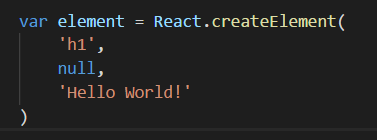 var element = React.createElement(
    'h1',
    null,
    'Hello World!'
)